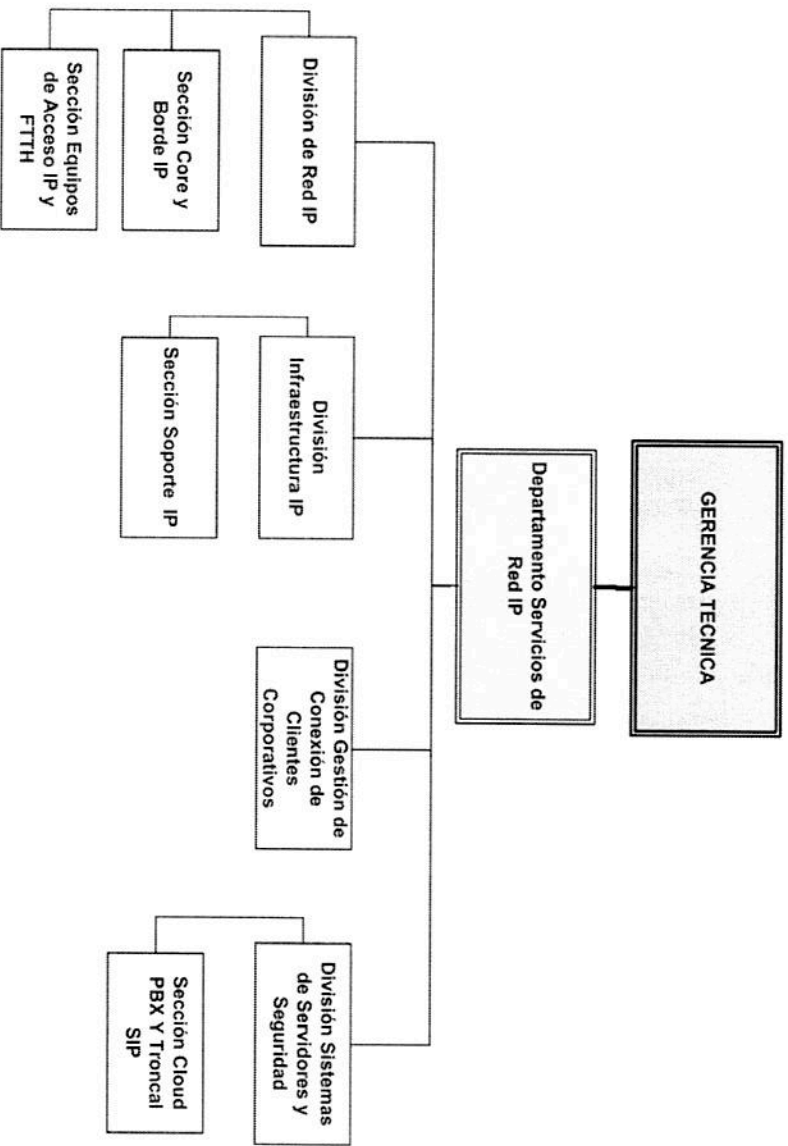 GERENCIA TECNICA
Departamento Servicios de
Red IP
División de Red IP
Sección Core y
Borde IP
Sección Equipos
de Acceso IP y
FTTH
División
Infraestructura IP
Sección Soporte IP
División Gestión de
Conexión de
Clientes
Corporativos
División Sistemas
de Servidores y
Seguridad
Sección Cloud
PBX Y Troncal
SIP